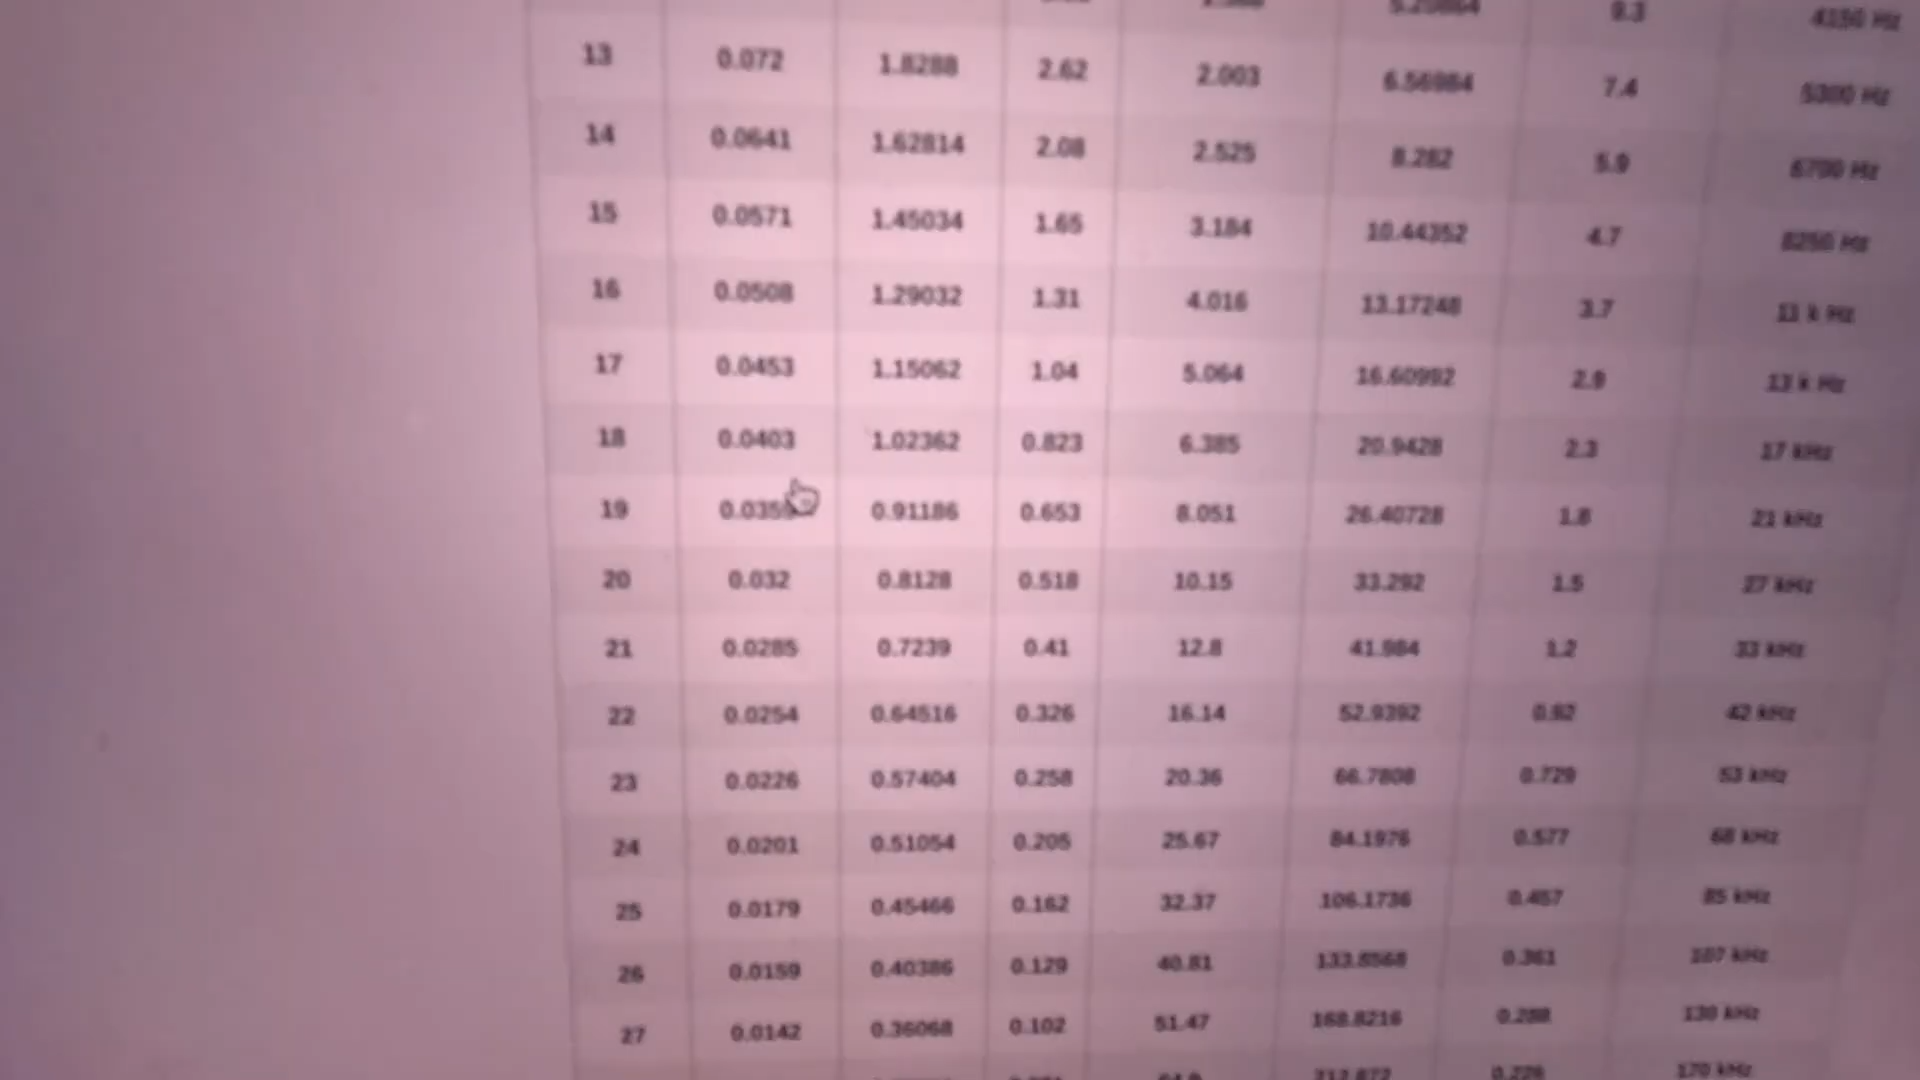 13 0.072 1.8288 2.62 2.003 6.56984 7.4 5300 Hz
14 0.0641 1.62814 2.08 2.525 8.282 5.9 6700 Hz
15 0.0571 1.45034 1.65 3.184 10.44352 4.7 8250 Hz
16 0.0508 1.29032 1.31 4.016 13.17248 3.7 11 k Hz
17 0.0453 1.15062 1.04 5.064 16.60992 2.9 13 k Hz
18 0.0403 1.02362 0.823 6.385 20.9428 2.3 17 kHz
19 0.91186 0.653 8.051 26.40728 1.8 21 kHz
20 0.032 0.8128 0.518 10.15 33.292 1.5 27 kHz
21 0.0285 0.7239 0.41 12.8 41.984 1.2 33 kHz
22 0.0254 0.64516 0.326 16.14 52.9392 0.92 42 kHz
23 0.0226 0.57404 0.258 20.36 66.7808 0.729 53 kHz
24 0.0201 0.51054 0.205 25.67 84.1976 0.577 68 kHz
25 0.0179 0.45466 0.162 32.37 106.1736 0.457 85 kHz
26 0.0159 0.40386 0.129 40.81 133.8568 0.361 107 kHz
27 0.0142 0.36068 0.102 51.47 168.8216 0.288 130 kHz